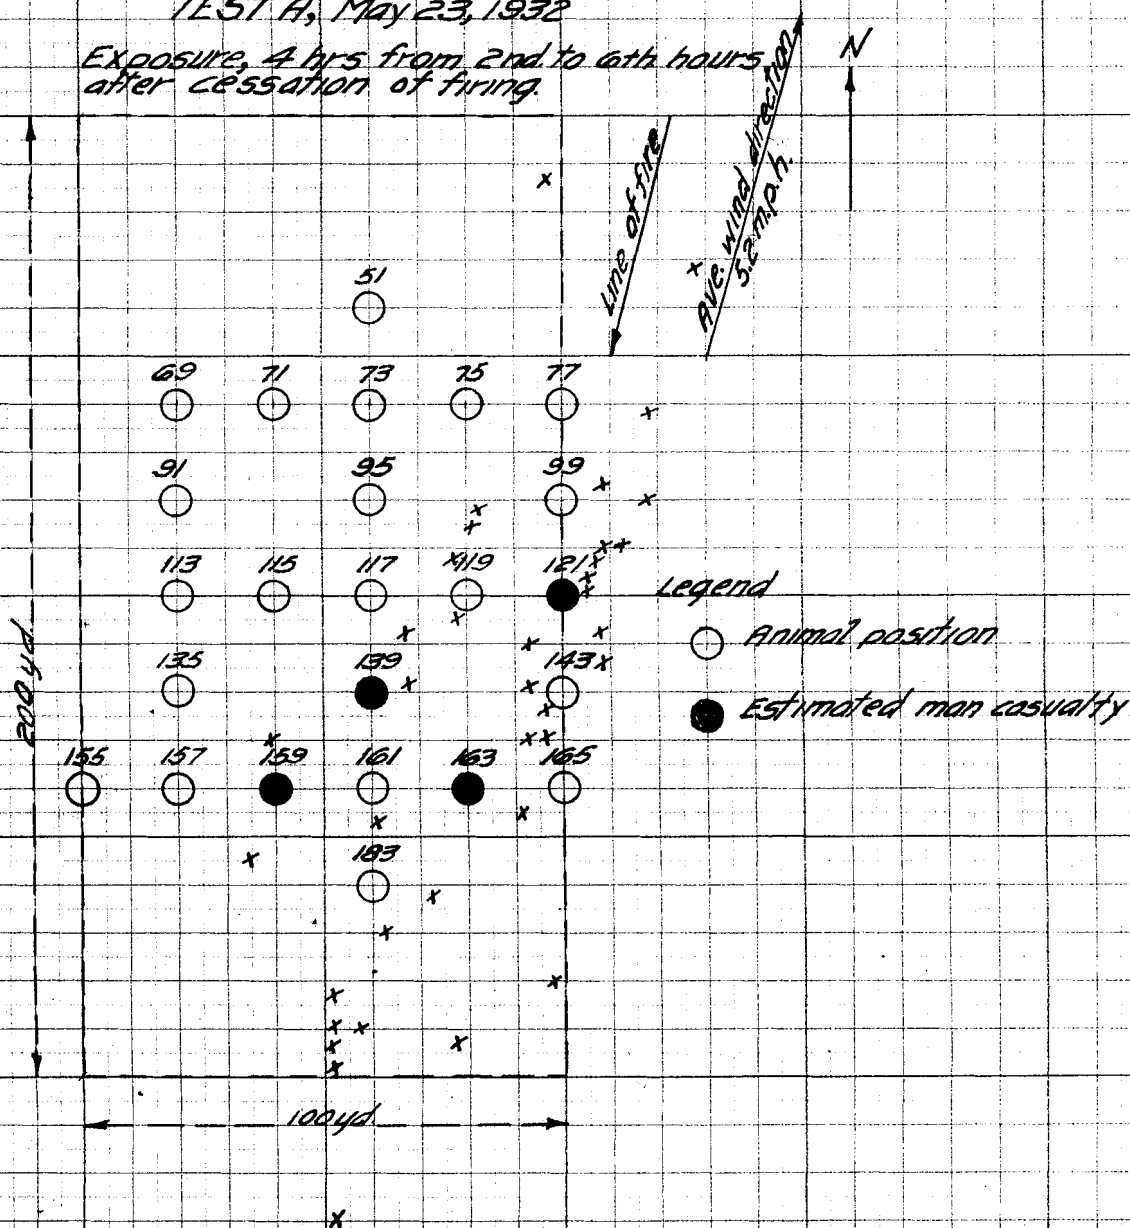 TEST A, May 23, 1932
Exposure, 4 hrs from 2nd to 6th hours
after cessation of firing.
N
Line of fire
Ave. wind direction
5.2 m.p.h.
51
69 71 73 75 77
91 95 99
113 115 117 119 121
Legend
Animal position
135 139 143
Estimated man casualty
200 yd.
155 157 159 161 163 165
183
100 yd.